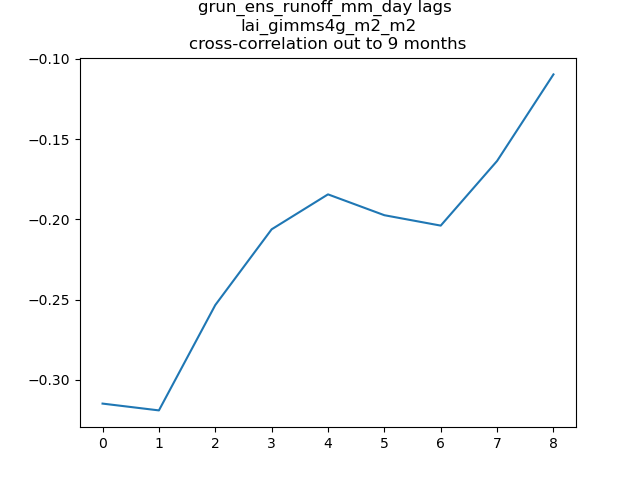 grun_ens_runoff_mm_day lags
lai_gimms4g_m2_m2
cross-correlation out to 9 months
−0.10
−0.15
−0.20
−0.25
−0.30
0 1 2 3 4 5 6 7 8